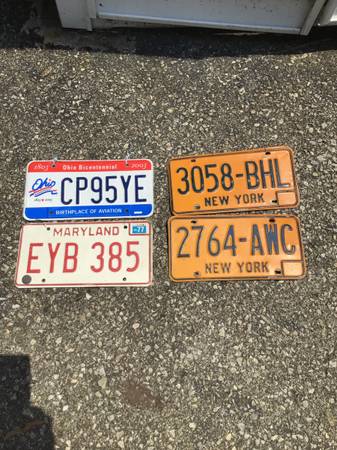 1803 Ohio Bicentennial 2003
Ohio CP95YE
BIRTHPLACE OF AVIATION
MARYLAND 77
EYB 385
3058-BHL
NEW YORK
2764-AWC
NEW YORK